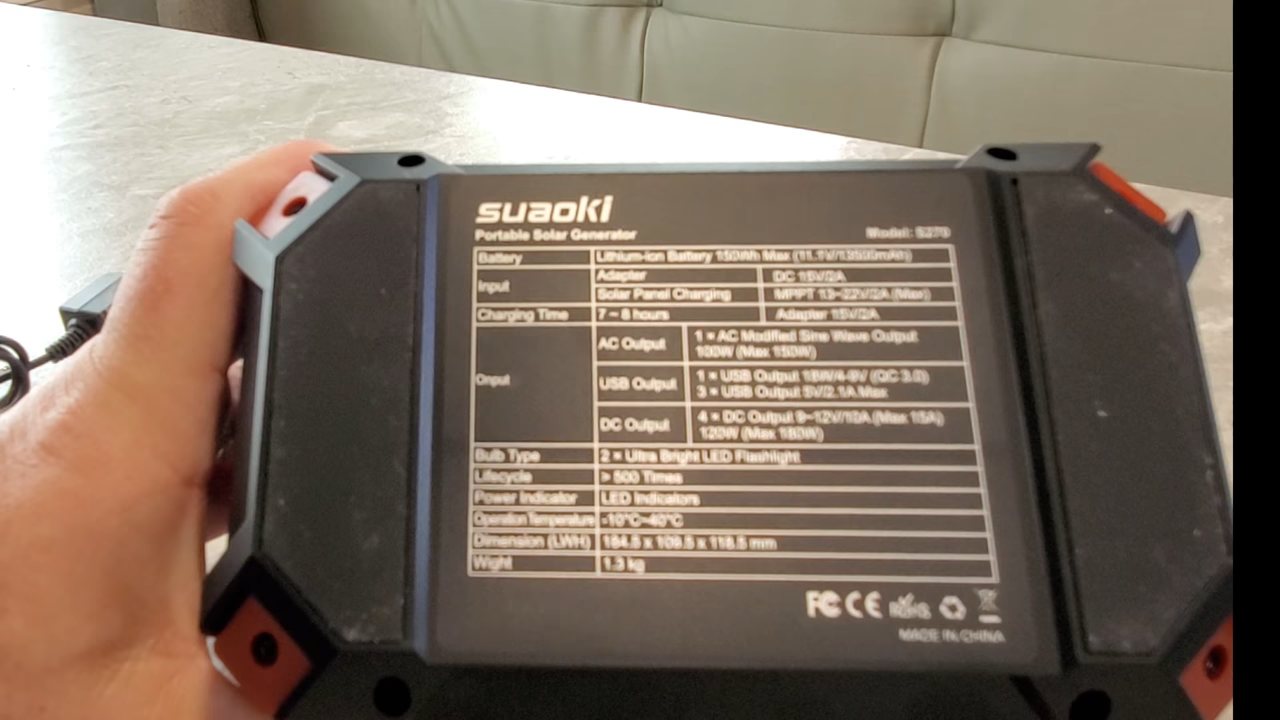 suaoki
Portable Solar Generator
Model: S270
Battery Lithium-ion Battery 150Wh Max (11.1V/13500mAh)
Input Adapter DC 15V/2A
Solar Panel Charging MPPT 13~22V/2A (Max)
Charging Time 7 ~ 8 hours Adapter 15V/2A
Onput AC Output 1 * AC Modified Sine Wave Output
100W (Max 150W)
USB Output 1 * USB Output (QC 3.0)
3 * USB Output 5V/2.1A Max
DC Output 4 * DC Output 9~12V/10A (Max 15A)
120W (Max 180W)
Bulb Type 2 * Ultra Bright LED Flashlight
Lifecycle > 500 Times
Power Indicator LED Indicators
Operation Temperature -10°C~40°C
Dimension (LWH) 184.5 x 109.5 x 118.5 mm
Wight 1.3 kg
FC CE RoHS
MADE IN CHINA